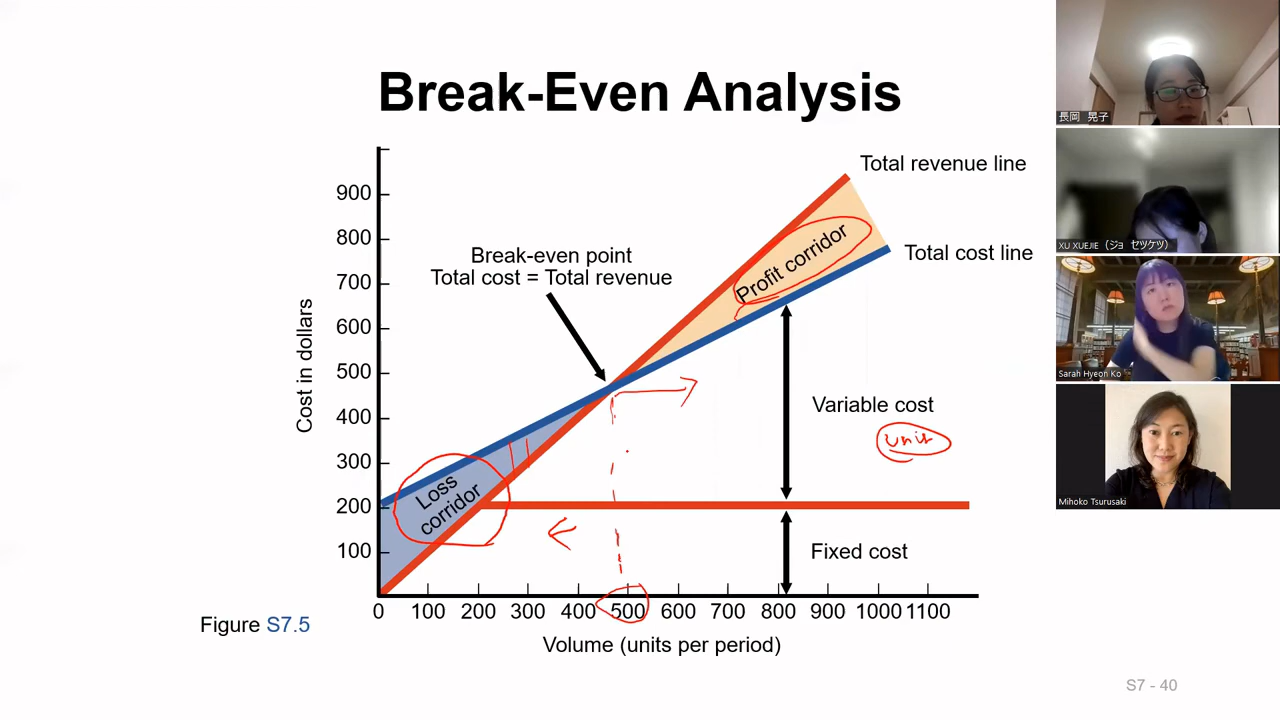 Break-Even Analysis
Total revenue line
Total cost line
Break-even point
Total cost = Total revenue
Profit corridor
Loss
corridor
Variable cost
unit
Fixed cost
Cost in dollars
900
800
700
600
500
400
300
200
100
0 100 200 300 400 500 600 700 800 900 1000 1100
Volume (units per period)
Figure S7.5
S7 - 40
長岡 晃子
XU XUEJIE (ジョ セツケツ)
Sarah Hyeon Ko
Mihoko Tsurusaki